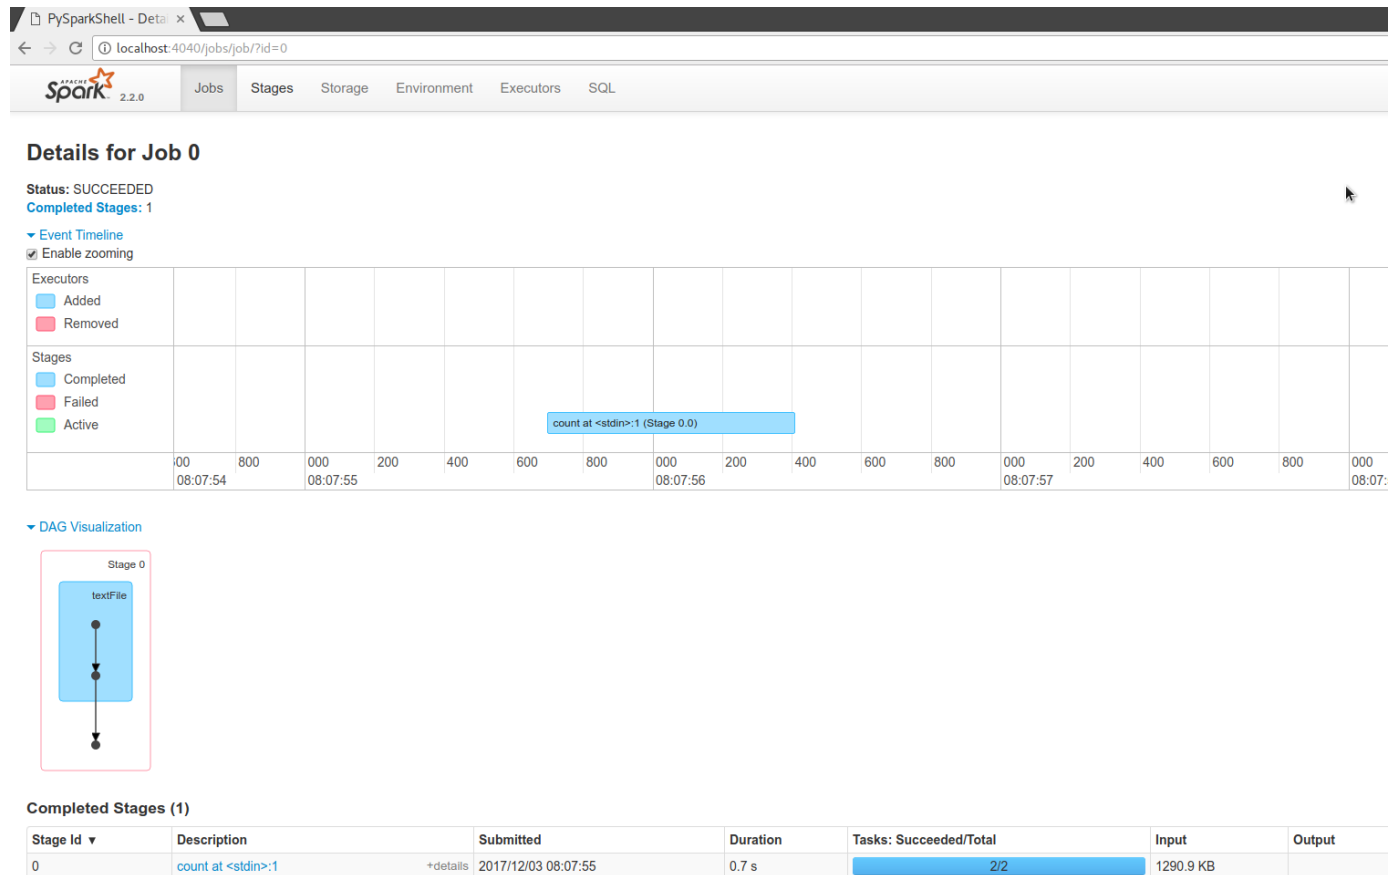 PySparkShell - Detai
localhost:4040/jobs/job/?id=0
APACHE Spark 2.2.0 Jobs Stages Storage Environment Executors SQL
Details for Job 0
Status: SUCCEEDED
Completed Stages: 1
Event Timeline
Enable zooming
Executors
Added
Removed
Stages
Completed
Failed
Active
count at <stdin>:1 (Stage 0.0)
800 000 200 400 600 800 000 200 400 600 800 000 200 400 600 800 000
08:07:54 08:07:55 08:07:56 08:07:57 08:07:
DAG Visualization
Stage 0
textFile
Completed Stages (1)
Stage Id ▼ Description Submitted Duration Tasks: Succeeded/Total Input Output
0 count at <stdin>:1 +details 2017/12/03 08:07:55 0.7 s 2/2 1290.9 KB